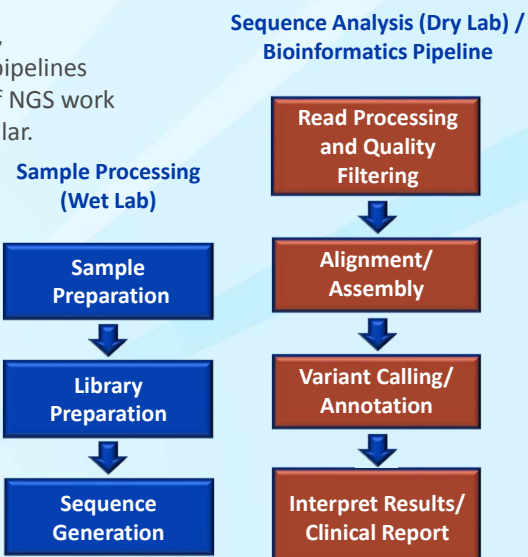 pipelines
f NGS work
lar.
Sample Processing
(Wet Lab)
Sample
Preparation
Library
Preparation
Sequence
Generation
Sequence Analysis (Dry Lab) /
Bioinformatics Pipeline
Read Processing
and Quality
Filtering
Alignment/
Assembly
Variant Calling/
Annotation
Interpret Results/
Clinical Report